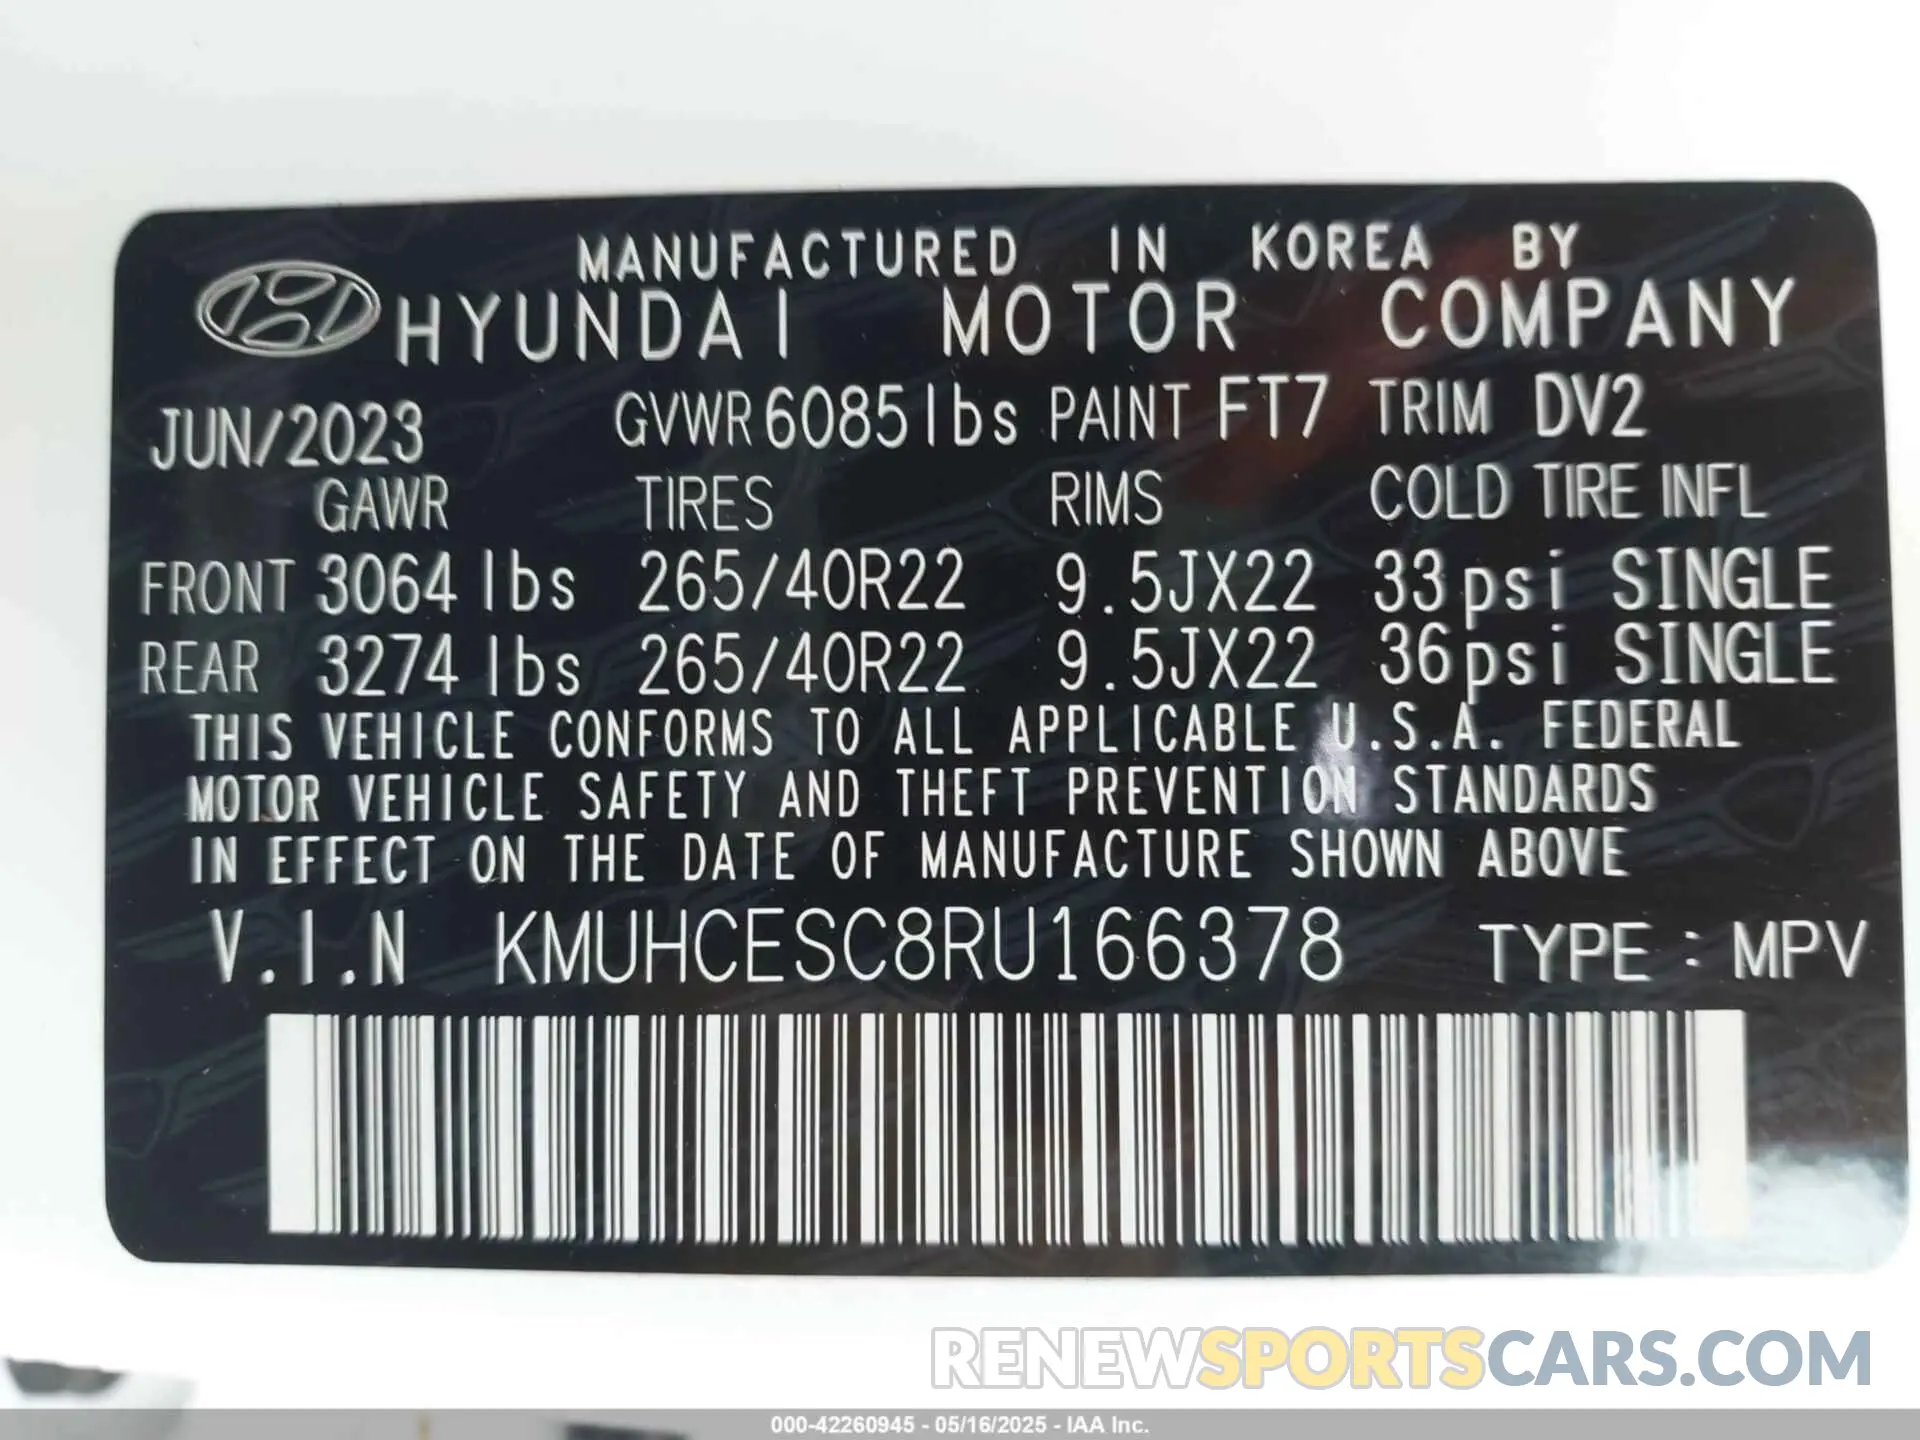 MANUFACTURED IN KOREA BY
HYUNDAI MOTOR COMPANY
JUN/2023 GVWR 6085lbs PAINT FT7 TRIM DV2
GAWR TIRES RIMS COLD TIRE INFL
FRONT 3064 lbs 265/40R22 9.5JX22 33psi SINGLE
REAR 3274 lbs 265/40R22 9.5JX22 36psi SINGLE
THIS VEHICLE CONFORMS TO ALL APPLICABLE U.S.A. FEDERAL
MOTOR VEHICLE SAFETY AND THEFT PREVENTION STANDARDS
IN EFFECT ON THE DATE OF MANUFACTURE SHOWN ABOVE
V.I.N KMUHCESC8RU166378 TYPE : MPV
RENEWSPORTSCARS.COM
000-42260945 - 05/16/2025 - IAA Inc.